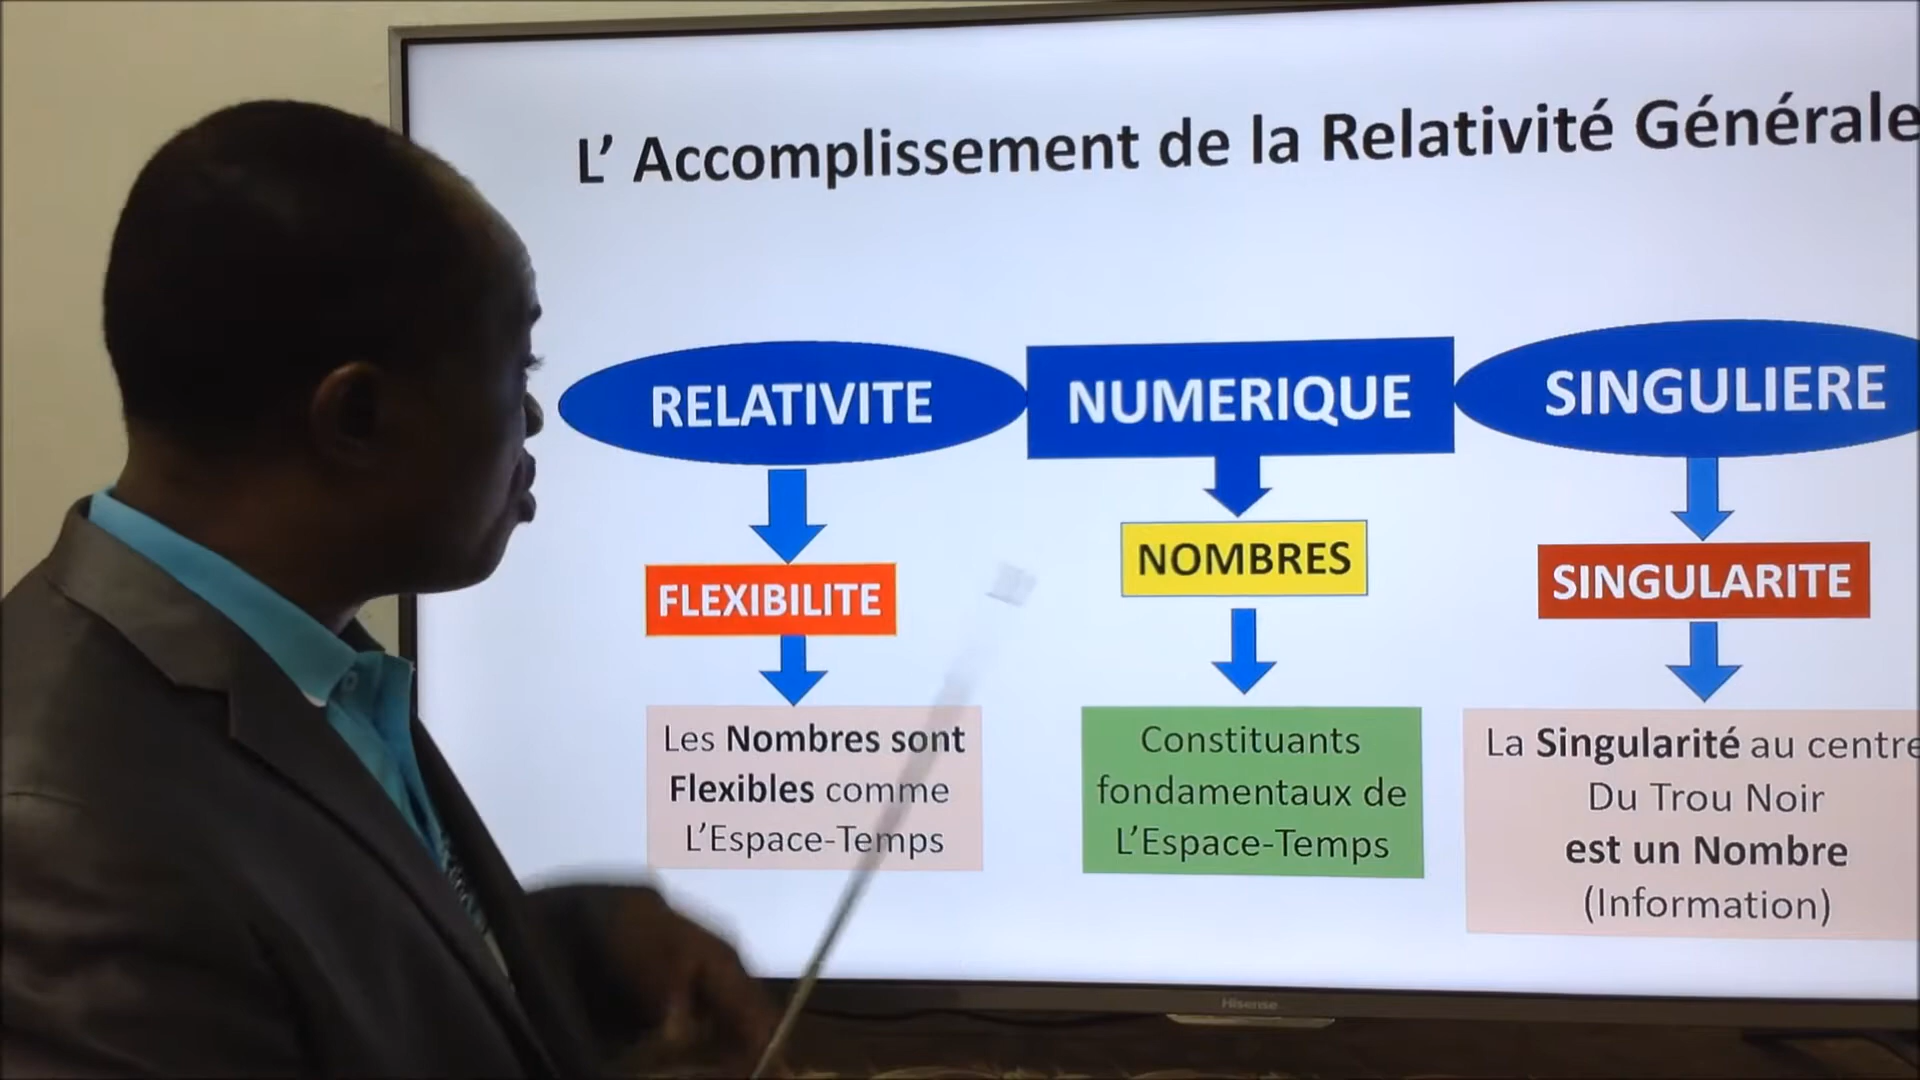 L’ Accomplissement de la Relativité Générale
RELATIVITE
NUMERIQUE
SINGULIERE
FLEXIBILITE
NOMBRES
SINGULARITE
Les Nombres sont
Flexibles comme
L’Espace-Temps
Constituants
fondamentaux de
L’Espace-Temps
La Singularité au centre
Du Trou Noir
est un Nombre
(Information)
Hisense